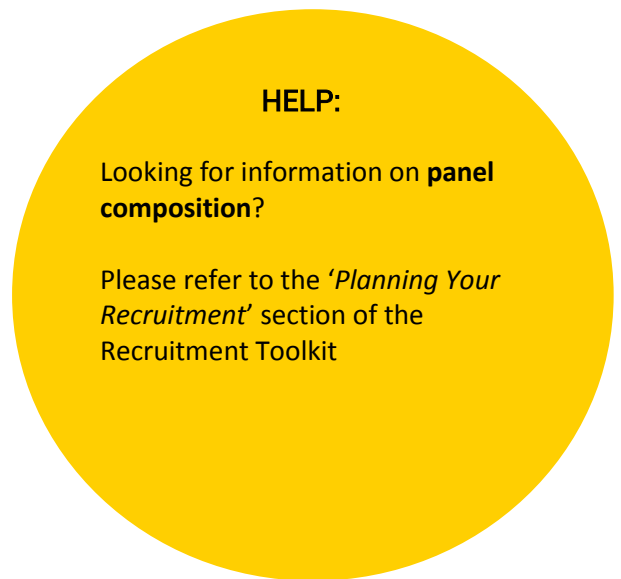 HELP:
Looking for information on panel
composition?
Please refer to the ‘Planning Your
Recruitment’ section of the
Recruitment Toolkit